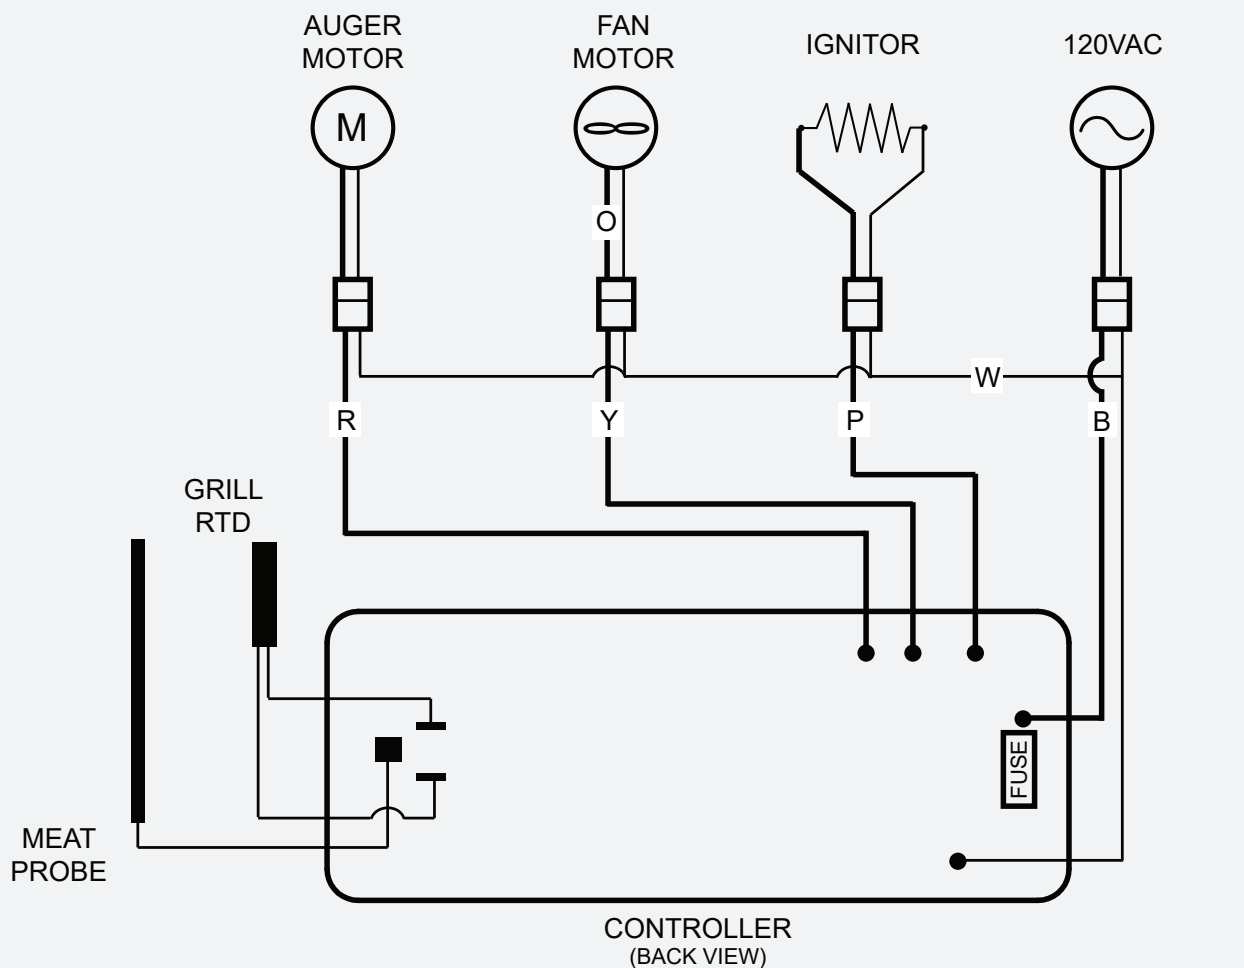 AUGER
MOTOR
FAN
MOTOR
IGNITOR
120VAC
M
O
W
R
Y
P
B
GRILL
RTD
FUSE
MEAT
PROBE
CONTROLLER
(BACK VIEW)